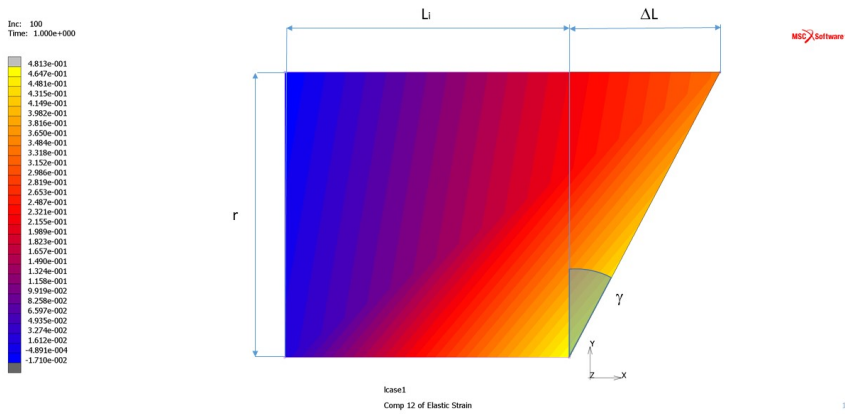 Inc: 100
Time: 1.000e+000
Li
ΔL
MSC Software
4.813e-001
4.647e-001
4.481e-001
4.315e-001
4.149e-001
3.982e-001
3.816e-001
3.650e-001
3.484e-001
3.318e-001
3.152e-001
2.986e-001
2.819e-001
2.653e-001
2.487e-001
2.321e-001
2.155e-001
1.989e-001
1.823e-001
1.657e-001
1.490e-001
1.324e-001
1.158e-001
9.919e-002
8.258e-002
6.597e-002
4.935e-002
3.274e-002
1.612e-002
-4.891e-004
-1.710e-002
r
γ
Y
Z X
lcase1
Comp 12 of Elastic Strain
1